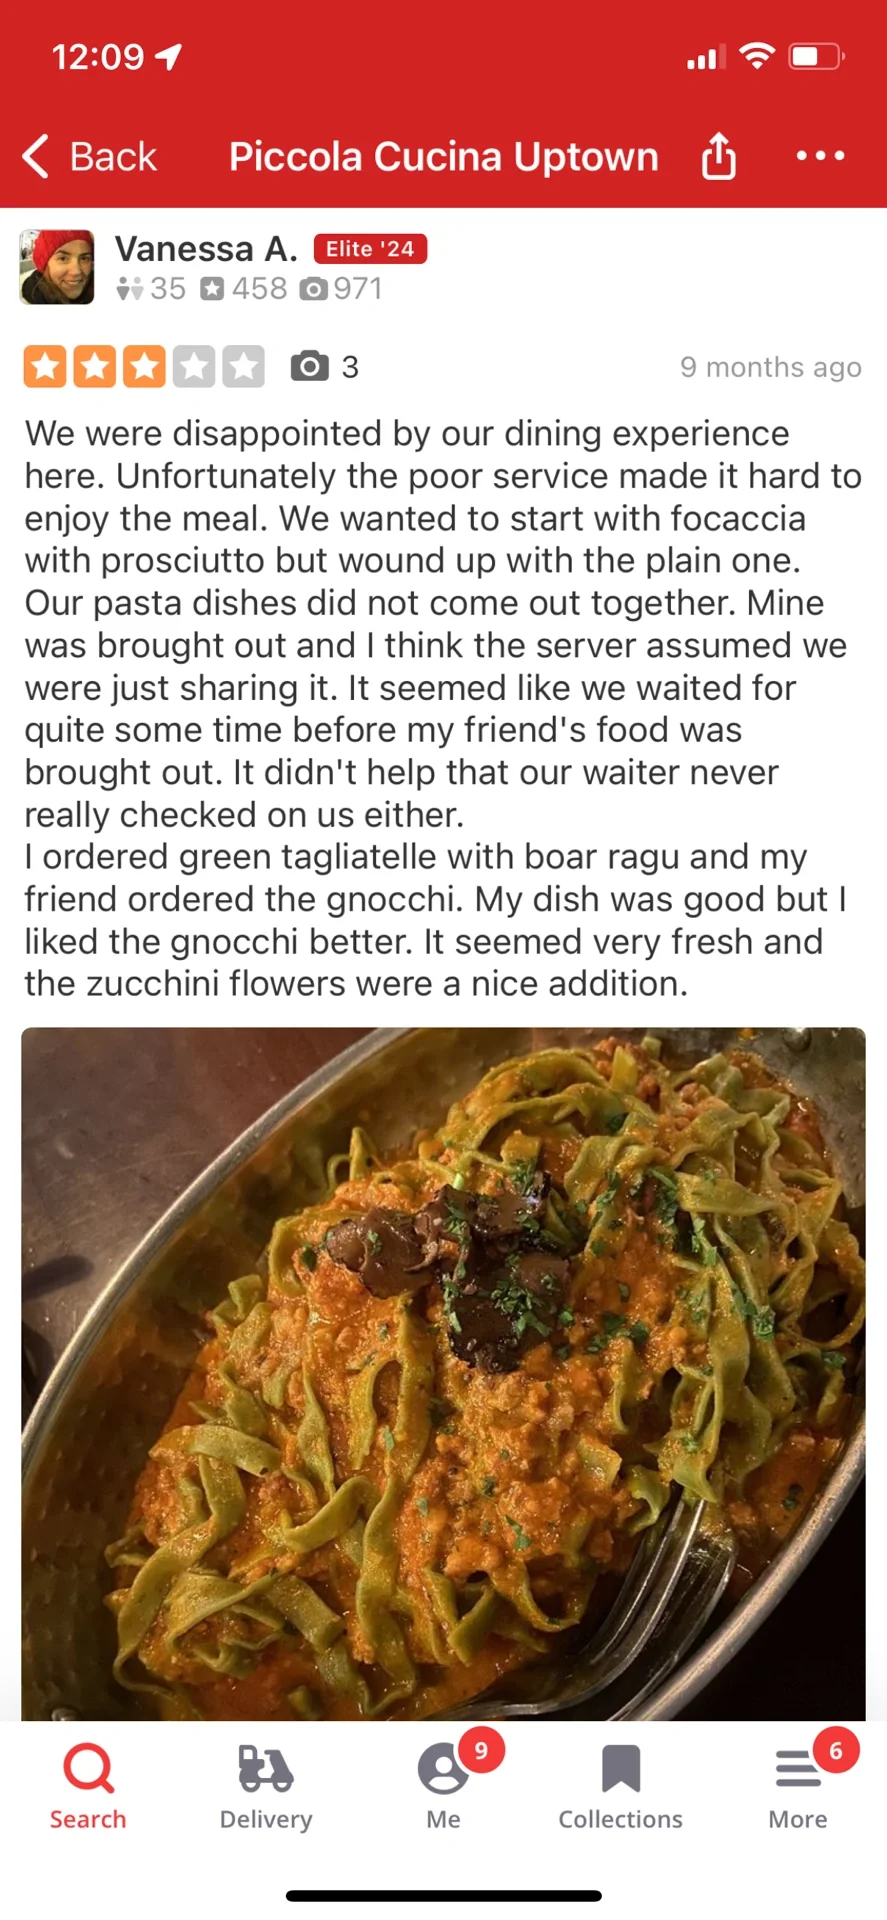 12:09
Back
Piccola Cucina Uptown
Vanessa A.
Elite '24
35
458
971
3
9 months ago
We were disappointed by our dining experience
here. Unfortunately the poor service made it hard to
enjoy the meal. We wanted to start with focaccia
with prosciutto but wound up with the plain one.
Our pasta dishes did not come out together. Mine
was brought out and I think the server assumed we
were just sharing it. It seemed like we waited for
quite some time before my friend's food was
brought out. It didn't help that our waiter never
really checked on us either.
I ordered green tagliatelle with boar ragu and my
friend ordered the gnocchi. My dish was good but I
liked the gnocchi better. It seemed very fresh and
the zucchini flowers were a nice addition.
9
6
Search
Delivery
Me
Collections
More